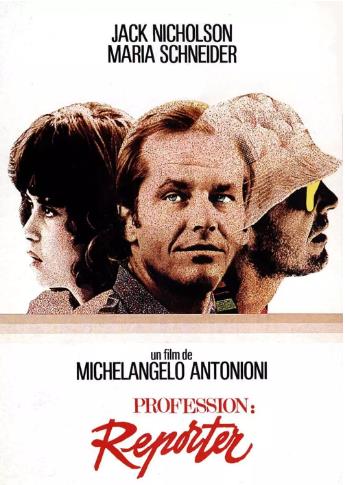 JACK NICHOLSON
MARIA SCHNEIDER
un film de
MICHELANGELO ANTONIONI
PROFESSION:
Reporter